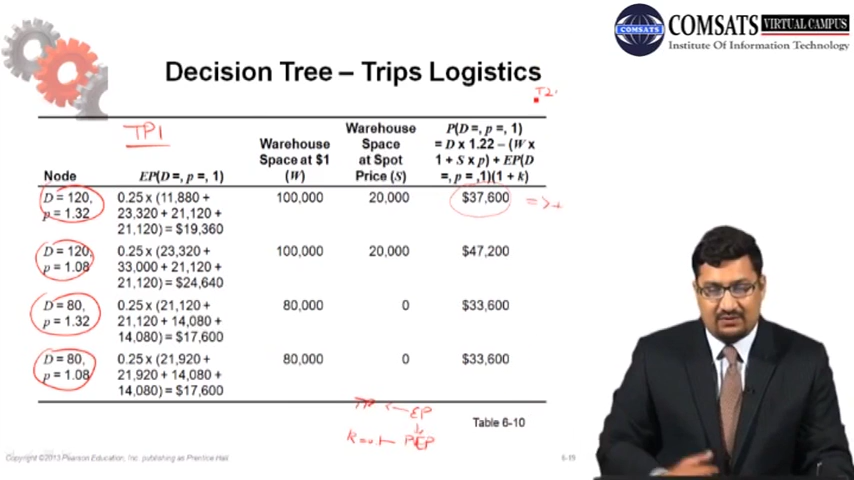 COMSATS VIRTUAL CAMPUS
Institute Of Information Technology
Decision Tree – Trips Logistics
T2.
TP1
Node
EP(D =, p =, 1)
Warehouse
Space at $1
(W)
Warehouse
Space
at Spot
Price (S)
P(D =, p =, 1)
= D x 1.22 – (W x
1 + S x p) + EP(D
=, p = ,1)(1 + k)
D = 120,
p = 1.32
0.25 x (11,880 +
23,320 + 21,120 +
21,120) = $19,360
100,000
20,000
$37,600
D = 120,
p = 1.08
0.25 x (23,320 +
33,000 + 21,120 +
21,120) = $24,640
100,000
20,000
$47,200
D = 80,
p = 1.32
0.25 x (21,120 +
21,120 + 14,080 +
14,080) = $17,600
80,000
0
$33,600
D = 80,
p = 1.08
0.25 x (21,920 +
21,920 + 14,080 +
14,080) = $17,600
80,000
0
$33,600
TP ← EP
PEP
Table 6-10
Copyright ©2013 Pearson Education, Inc. publishing as Prentice Hall
6-19